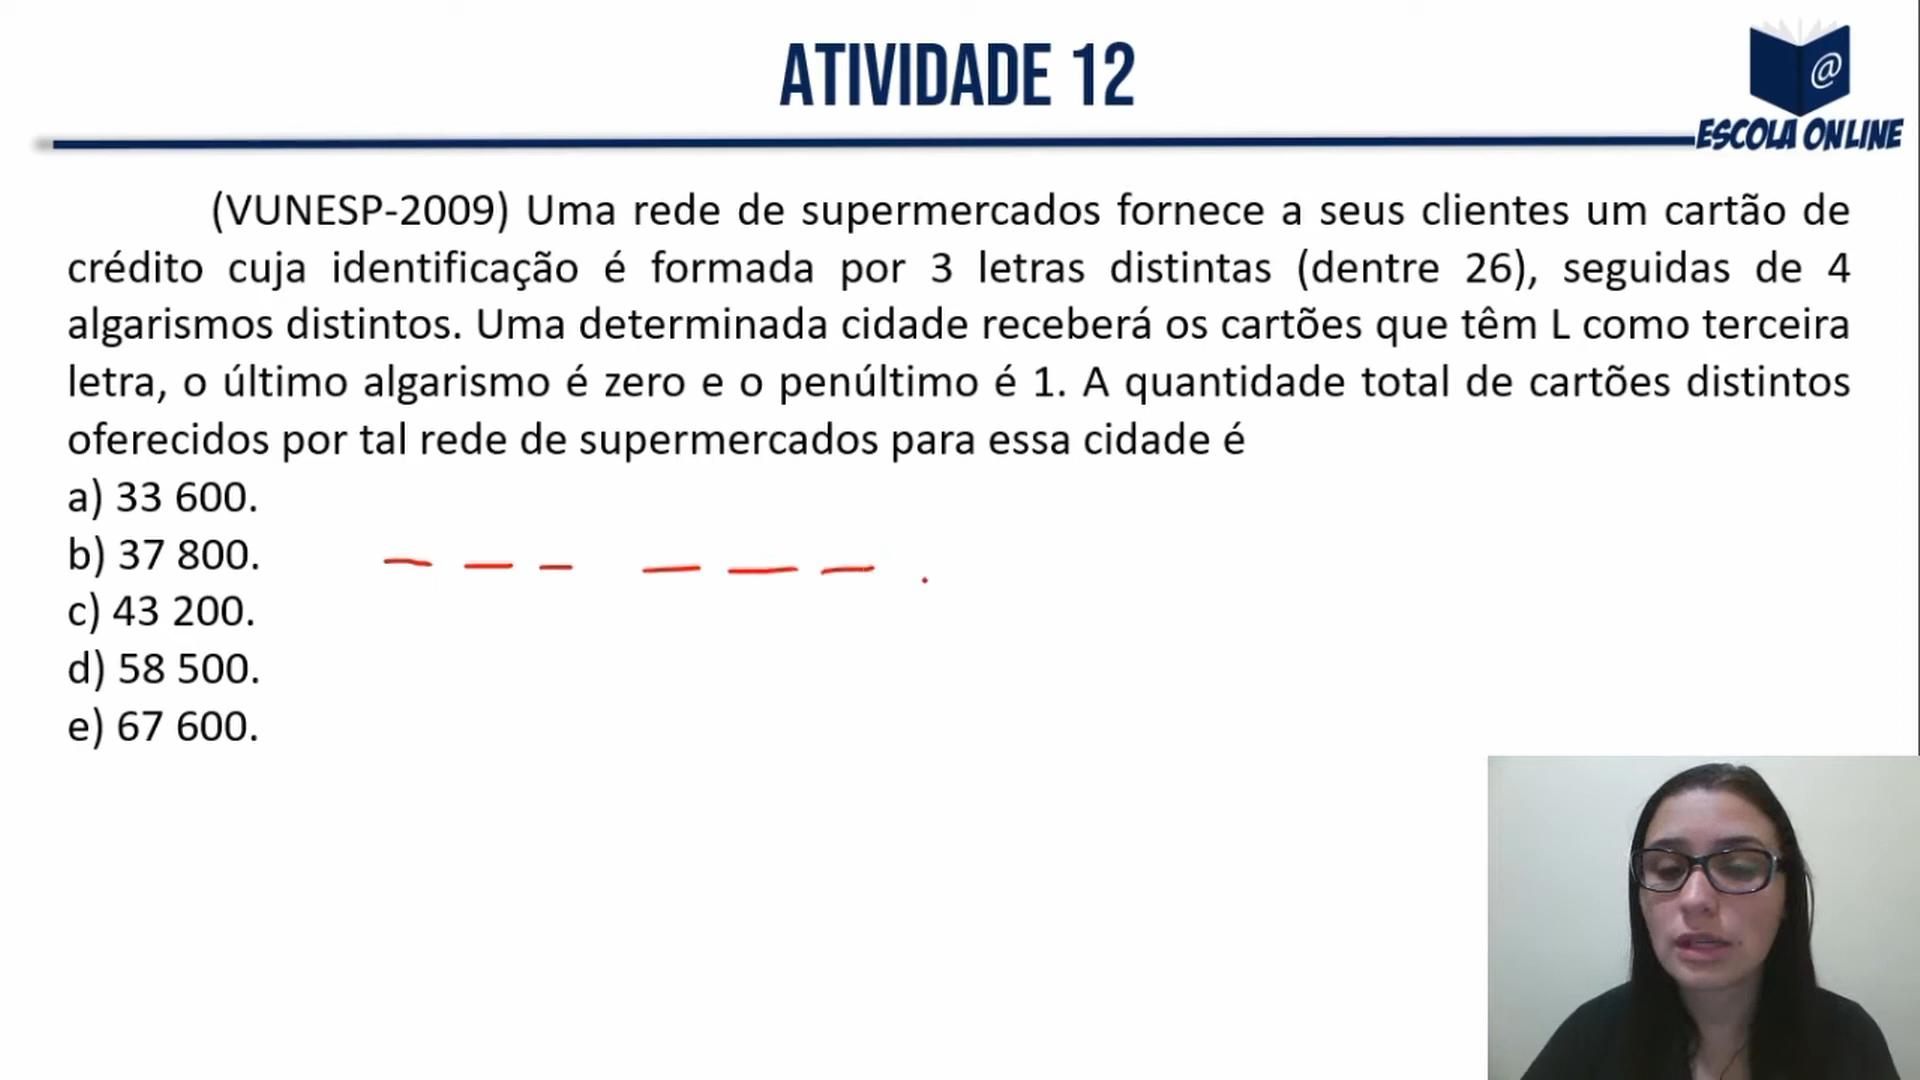 ATIVIDADE 12
@
ESCOLA ONLINE
(VUNESP-2009) Uma rede de supermercados fornece a seus clientes um cartão de
crédito cuja identificação é formada por 3 letras distintas (dentre 26), seguidas de 4
algarismos distintos. Uma determinada cidade receberá os cartões que têm L como terceira
letra, o último algarismo é zero e o penúltimo é 1. A quantidade total de cartões distintos
oferecidos por tal rede de supermercados para essa cidade é
a) 33 600.
b) 37 800.
c) 43 200.
d) 58 500.
e) 67 600.